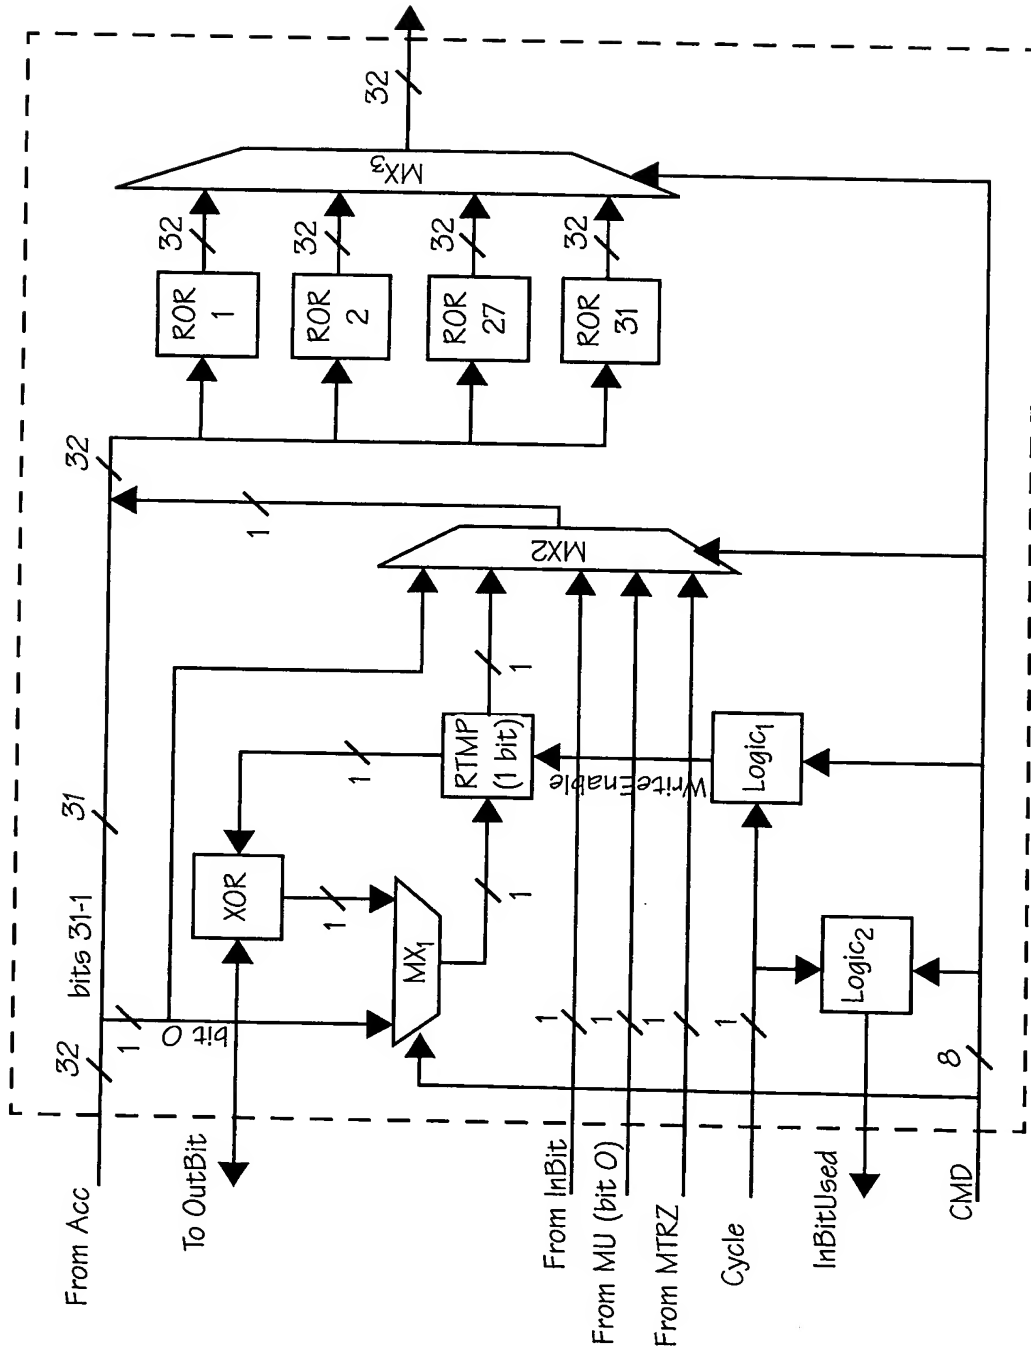 From Acc
32
bits 31-1
31
32
1
bit 0
To OutBit
XOR
1
1
MX1
1
RTMP
(1 bit)
1
WriteEnable
1
MX2
ROR
1
32
ROR
2
32
ROR
27
32
ROR
31
32
MX3
32
From InBit
1
From MU (bit 0)
1
From MTRZ
1
Cycle
1
Logic1
InBitUsed
Logic2
CMD
8